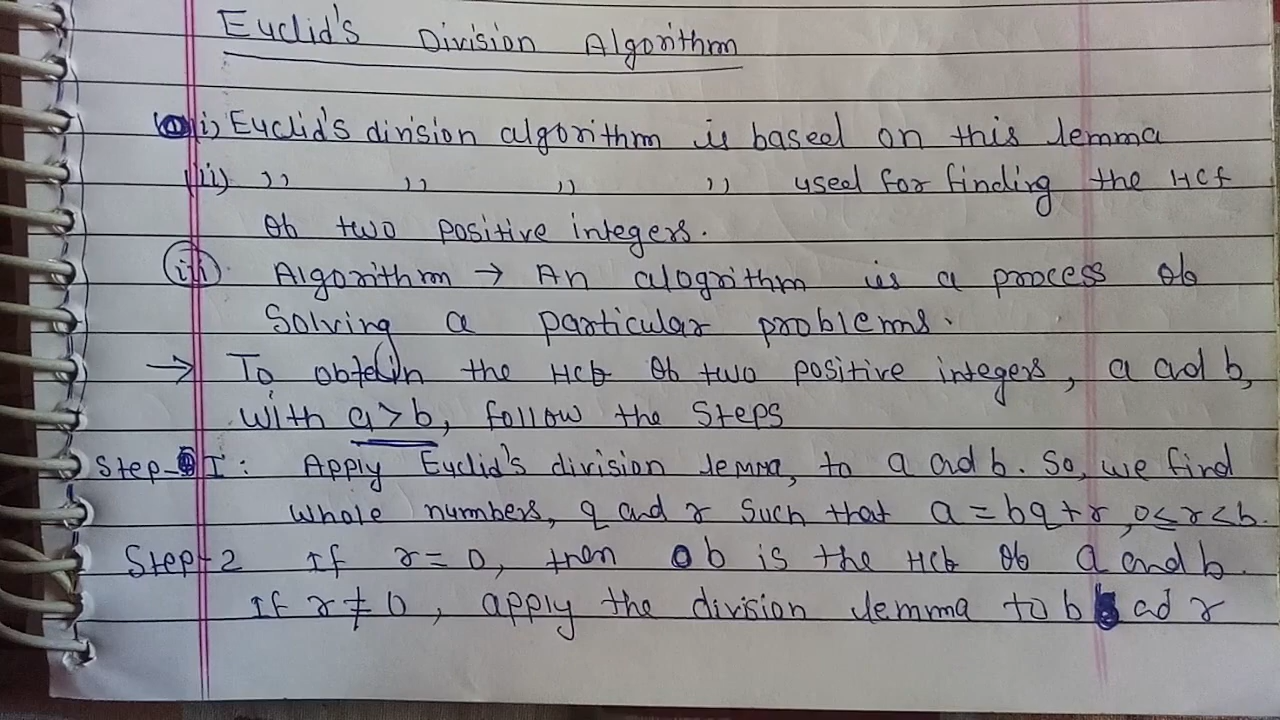 Euclid's Division Algorithm
(i) Euclid's division algorithm is based on this lemma
(ii) ,, ,, ,, ,, used for finding the HCF
of two positive integers.
(iii) Algorithm → An alogrithm is a process of
Solving a particular problems.
→ To obtain the HCF of two positive integers, a and b,
with a > b, follow the steps
Step-I: Apply Euclid's division lemma, to a and b. So, we find
whole numbers, q and r such that a = bq + r, 0 ≤ r < b.
Step-2 If r = 0, then b is the HCF of a and b.
If r ≠ 0, apply the division lemma to b ad r